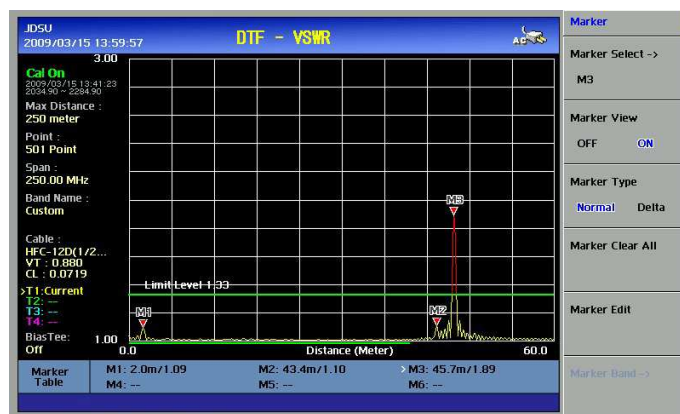 JDSU
2009/03/15 13:59:57
DTF - VSWR
AC
Cal On
2009/03/15 13:41:23
2034.90 ~ 2284.90
Max Distance :
250 meter
Point :
501 Point
Span :
250.00 MHz
Band Name :
Custom
Cable :
HFC-12D(1/2...
VT : 0.880
CL : 0.0719
>T1:Current
T2: --
T3: --
T4: --
BiasTee:
Off
3.00
M3
Limit Level 1.33
M1
M2
1.00
0.0
Distance (Meter)
60.0
Marker
Table
M1: 2.0m/1.09
M2: 43.4m/1.10
>M3: 45.7m/1.89
M4: --
M5: --
M6: --
Marker
Marker Select ->
M3
Marker View
OFF ON
Marker Type
Normal Delta
Marker Clear All
Marker Edit
Marker Band ->